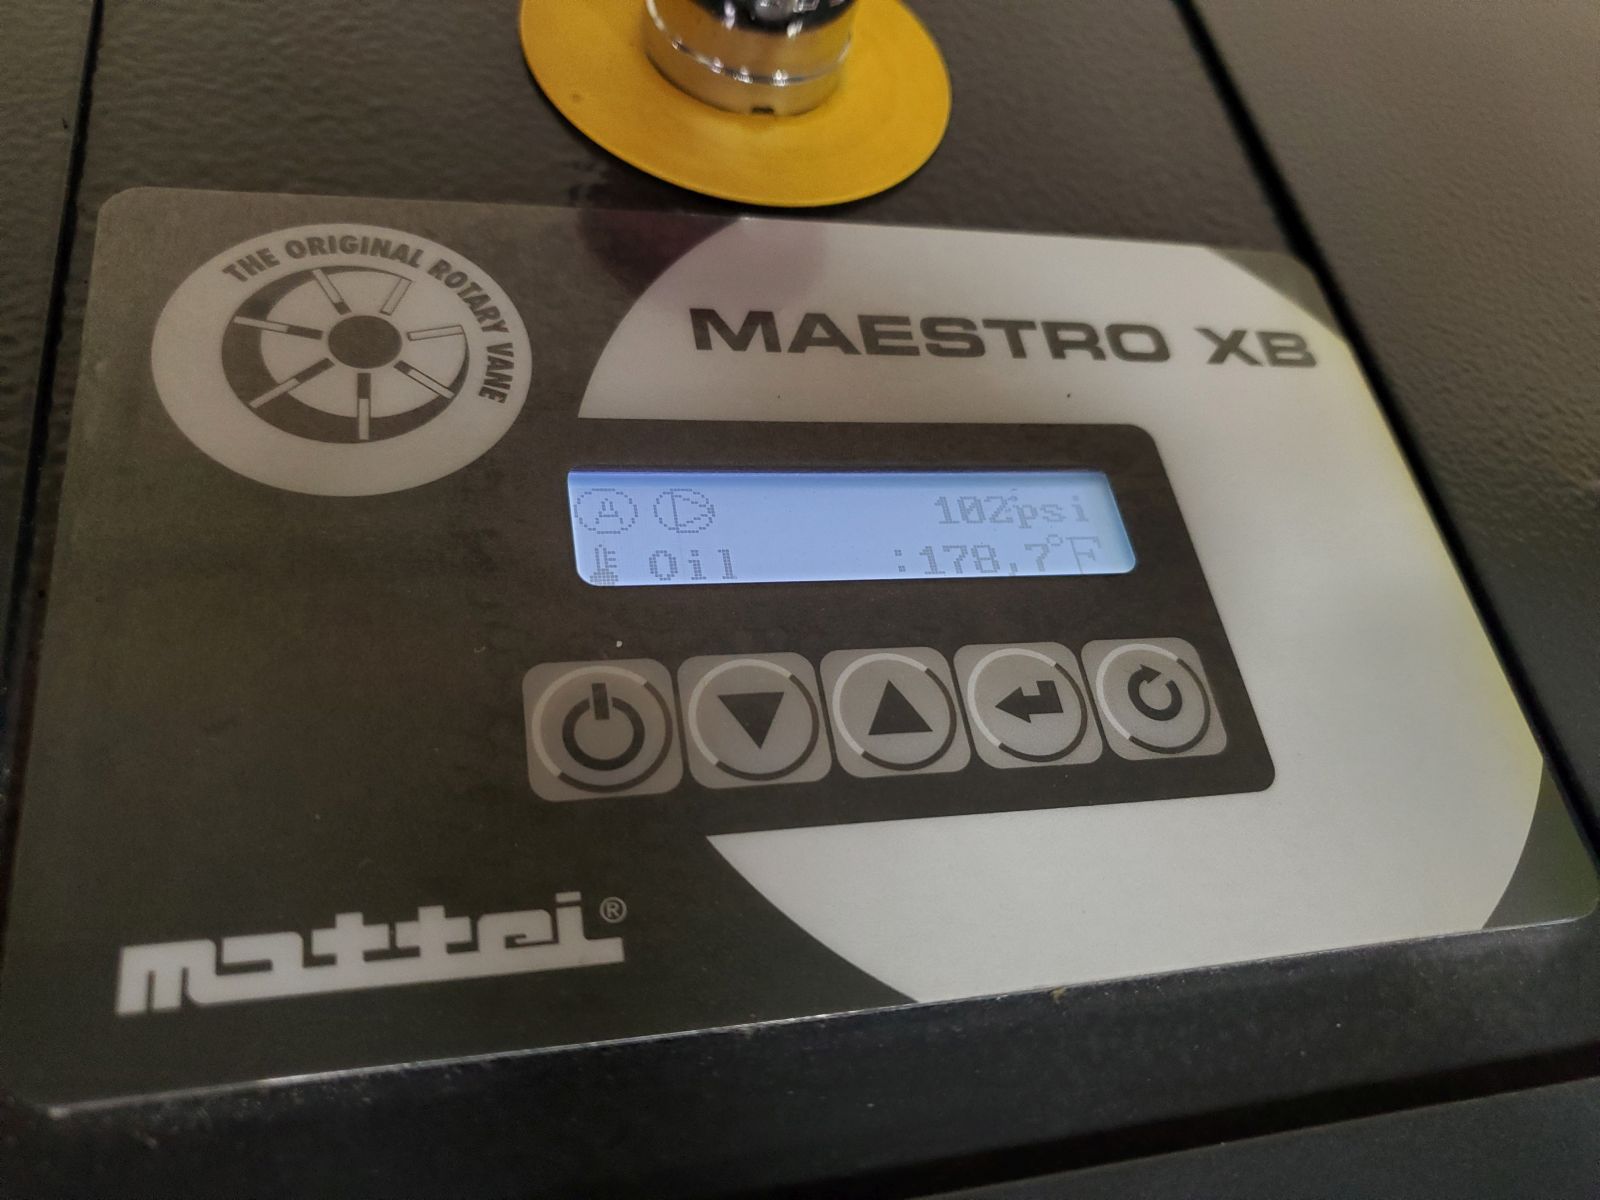 THE ORIGINAL ROTARY VANE
MAESTRO XB
A 102psi
Oil :178,7°F
mattei®